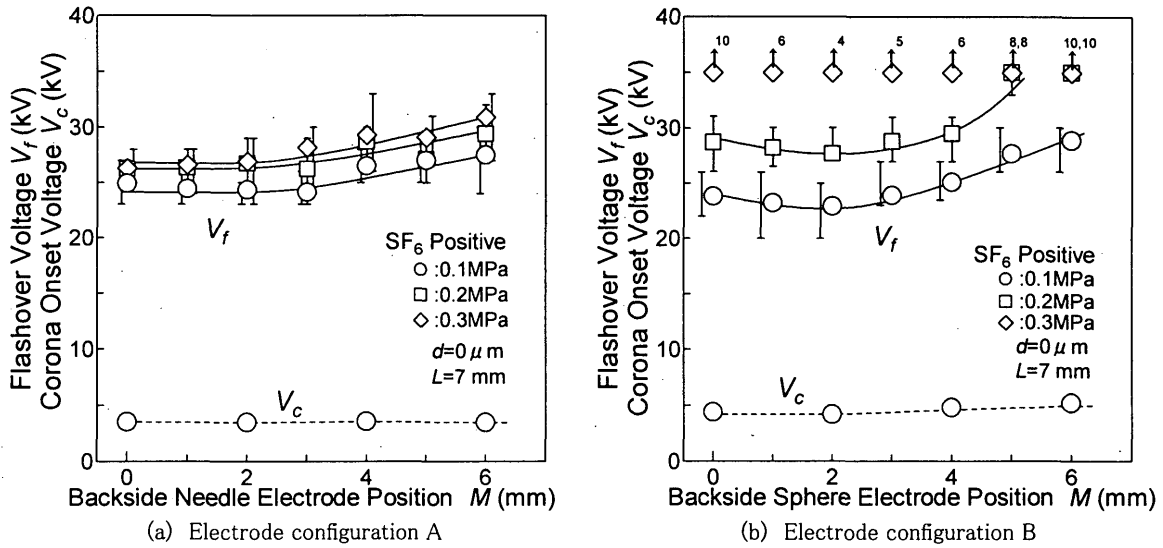 Flashover Voltage V_f (kV)
Corona Onset Voltage V_c (kV)
40
30
20
10
0
V_f
SF₆ Positive
○ :0.1MPa
□ :0.2MPa
◇ :0.3MPa
d=0 μm
L=7 mm
V_c
0 2 4 6
Backside Needle Electrode Position M (mm)
(a) Electrode configuration A
Flashover Voltage V_f (kV)
Corona Onset Voltage V_c (kV)
40
30
20
10
0
10 6 4 5 6 8,8 10,10
V_f
SF₆ Positive
○ :0.1MPa
□ :0.2MPa
◇ :0.3MPa
d=0 μm
L=7 mm
V_c
0 2 4 6
Backside Sphere Electrode Position M (mm)
(b) Electrode configuration B